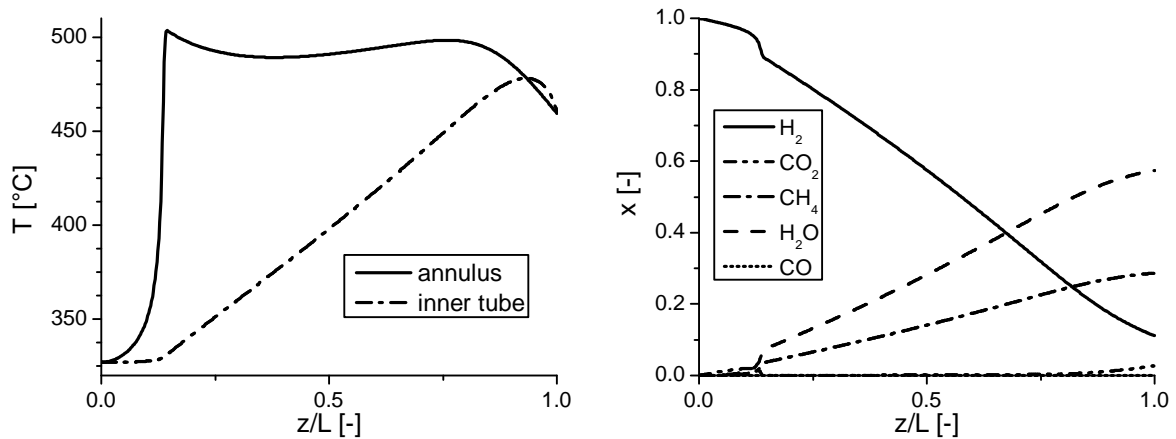 T [°C]
500
450
400
350
0.0
0.5
1.0
z/L [-]
annulus
inner tube
x [-]
1.0
0.8
0.6
0.4
0.2
0.0
0.0
0.5
1.0
z/L [-]
H₂
CO₂
CH₄
H₂O
CO